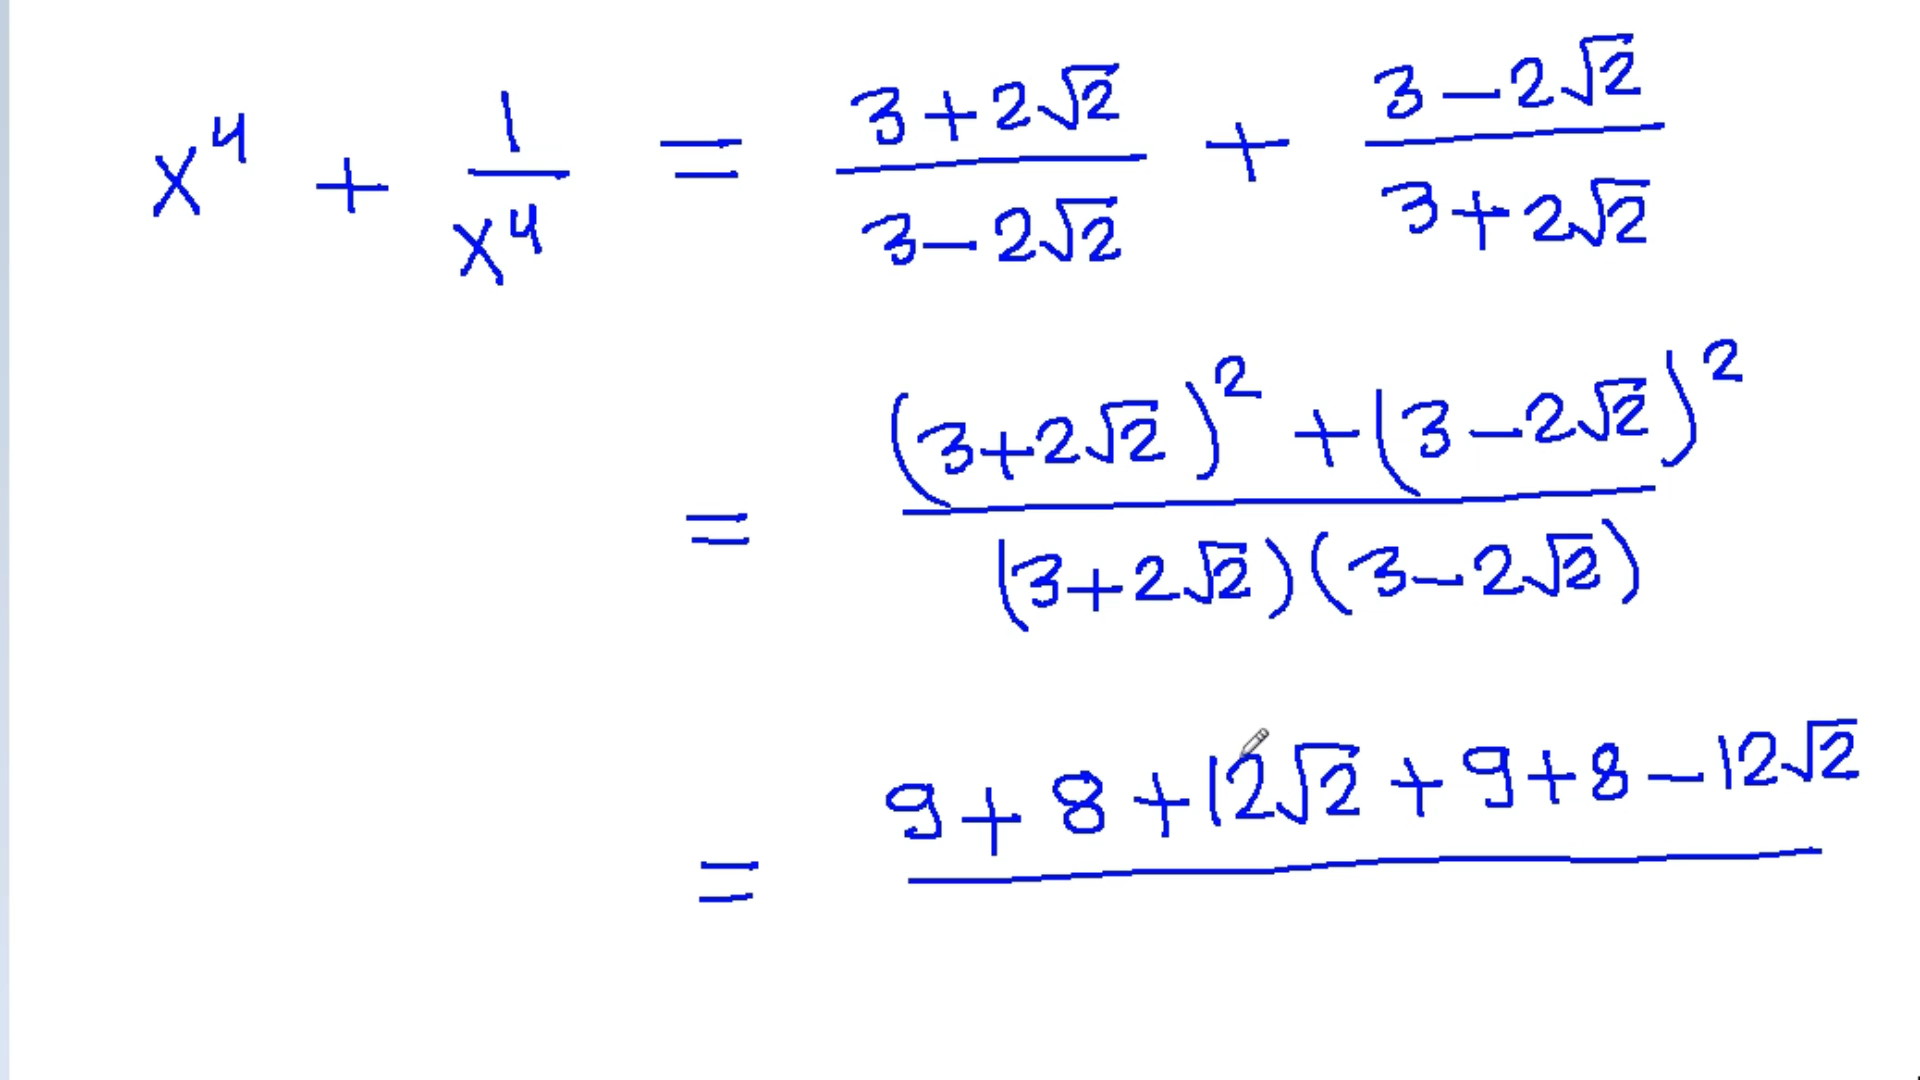 x⁴ + 1/x⁴ = (3+2√2)/(3−2√2) + (3−2√2)/(3+2√2)
= ((3+2√2)² + (3−2√2)²)/((3+2√2)(3−2√2))
= 9+8+12√2+9+8−12√2